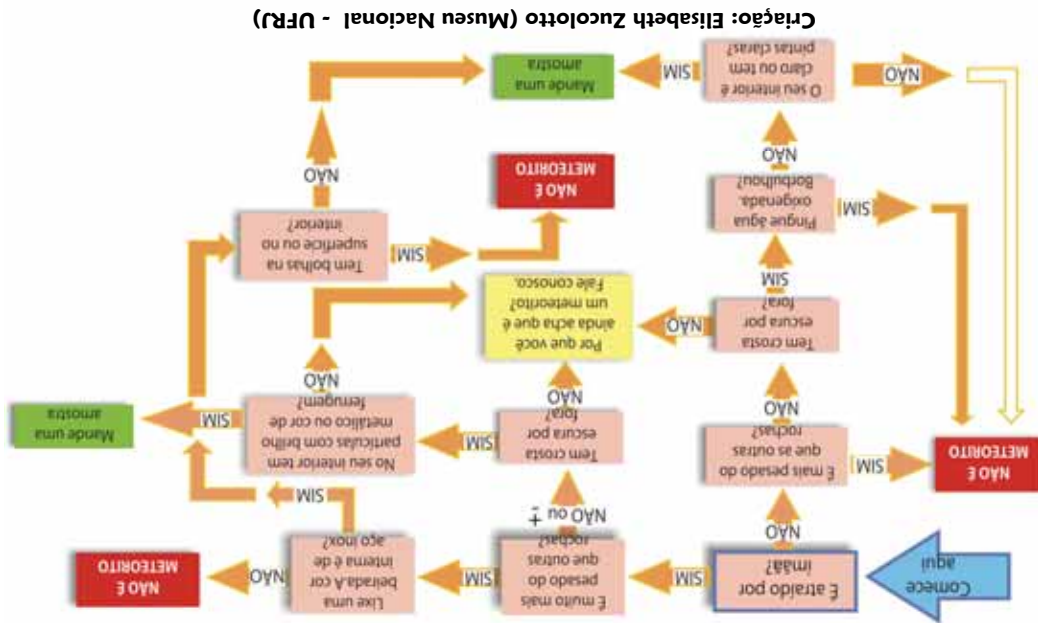 Comece
aqui
É atraído por
imãa?
SIM
É muito mais
pesado do
que outras
rochas?
SIM
Lixe uma
beirada.A cor
interna é de
aço inox?
NÃO
NÃO É
METEORITO
NÃO
NÃO ou ±
SIM
NÃO É
METEORITO
SIM
É mais pesado do
que as outras
rochas?
Tem crosta
escura por
fora?
SIM
No seu interior tem
partículas com brilho
metálico ou cor de
ferrugem?
SIM
Mande uma
amostra
NÃO
NÃO
NÃO
Tem crosta
escura por
fora?
NÃO
Por que você
ainda acha que é
um meteorito?
Fale conosco.
SIM
SIM
Pingue água
oxigenada.
Borbulhou?
NÃO É
METEORITO
SIM
Tem bolhas na
superfície ou no
interior?
NÃO
NÃO
NÃO
O seu interior é
claro ou tem
pintas claras?
SIM
Mande uma
amostra
SIM
Criação: Elisabeth Zucolotto (Museu Nacional - UFRJ)